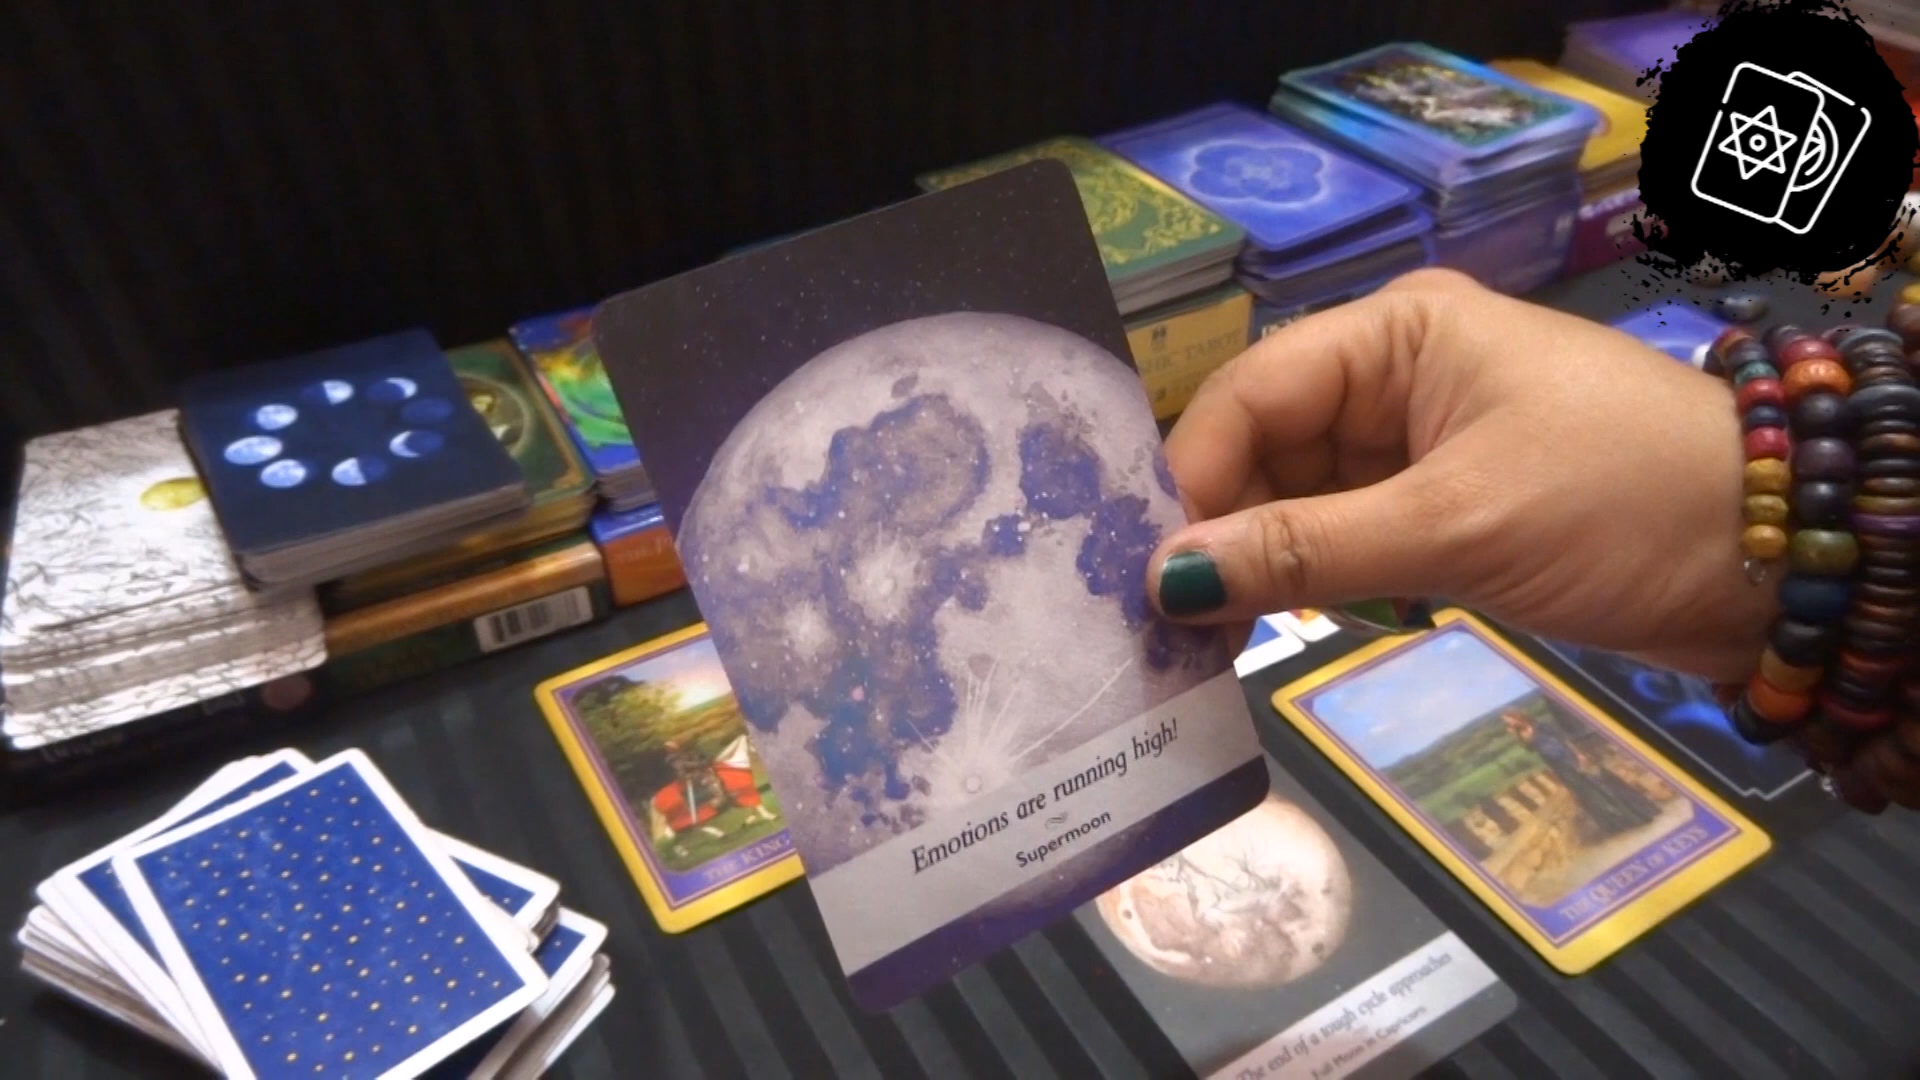 Emotions are running high!
Supermoon
THE KING
THE QUEEN OF KEYS
The end of a tough cycle approaches
Full Moon in Capricorn
TAROT